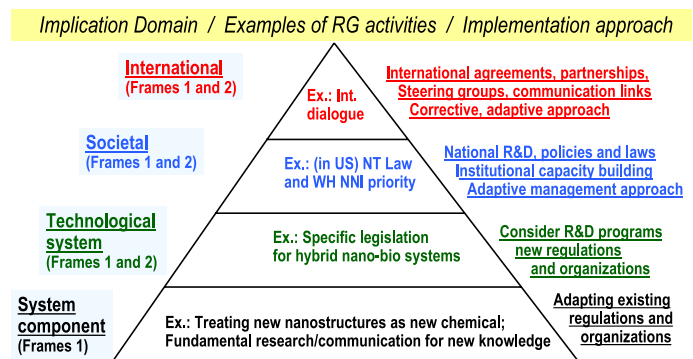 Implication Domain / Examples of RG activities / Implementation approach
International
(Frames 1 and 2)
Ex.: Int.
dialogue
International agreements, partnerships,
Steering groups, communication links
Corrective, adaptive approach
Societal
(Frames 1 and 2)
Ex.: (in US) NT Law
and WH NNI priority
National R&D, policies and laws
Institutional capacity building
Adaptive management approach
Technological
system
(Frames 1 and 2)
Ex.: Specific legislation
for hybrid nano-bio systems
Consider R&D programs
new regulations
and organizations
System
component
(Frames 1)
Ex.: Treating new nanostructures as new chemical;
Fundamental research/communication for new knowledge
Adapting existing
regulations and
organizations